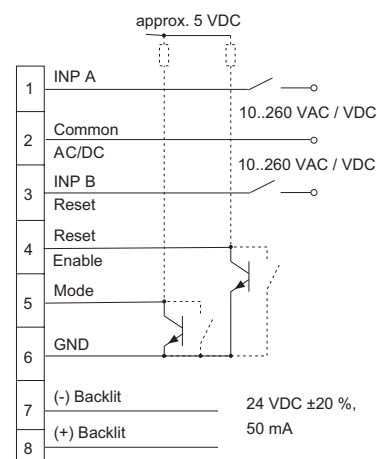 approx. 5 VDC
1
INP A
10..260 VAC / VDC
2
Common
AC/DC
10..260 VAC / VDC
3
INP B
Reset
4
Reset
Enable
5
Mode
6
GND
7
(-) Backlit
24 VDC ±20 %,
50 mA
8
(+) Backlit